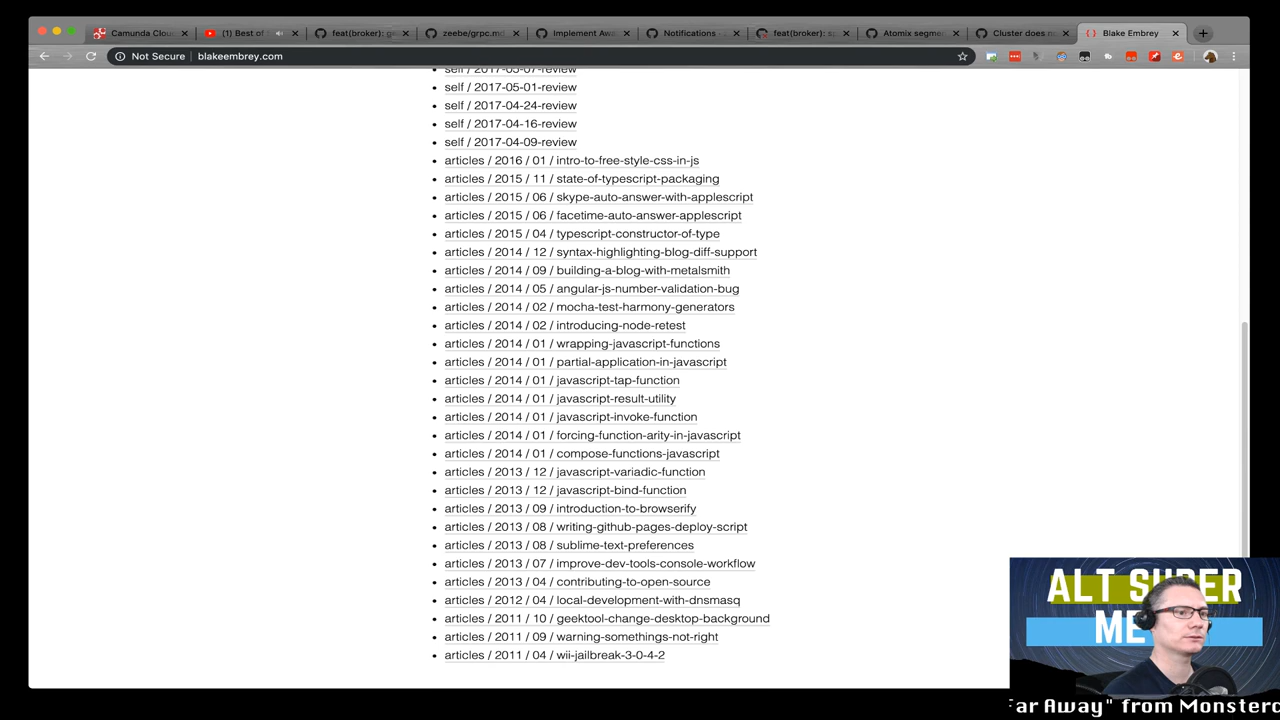 Camunda Clou
(1) Best of
feat(broker): ge
zeebe/grpc.md
Implement Awa
Notifications -
feat(broker): s
Atomix segme
Cluster does n
Blake Embrey
Not Secure
blakeembrey.com
self / 2017-05-07-review
self / 2017-05-01-review
self / 2017-04-24-review
self / 2017-04-16-review
self / 2017-04-09-review
articles / 2016 / 01 / intro-to-free-style-css-in-js
articles / 2015 / 11 / state-of-typescript-packaging
articles / 2015 / 06 / skype-auto-answer-with-applescript
articles / 2015 / 06 / facetime-auto-answer-applescript
articles / 2015 / 04 / typescript-constructor-of-type
articles / 2014 / 12 / syntax-highlighting-blog-diff-support
articles / 2014 / 09 / building-a-blog-with-metalsmith
articles / 2014 / 05 / angular-js-number-validation-bug
articles / 2014 / 02 / mocha-test-harmony-generators
articles / 2014 / 02 / introducing-node-retest
articles / 2014 / 01 / wrapping-javascript-functions
articles / 2014 / 01 / partial-application-in-javascript
articles / 2014 / 01 / javascript-tap-function
articles / 2014 / 01 / javascript-result-utility
articles / 2014 / 01 / javascript-invoke-function
articles / 2014 / 01 / forcing-function-arity-in-javascript
articles / 2014 / 01 / compose-functions-javascript
articles / 2013 / 12 / javascript-variadic-function
articles / 2013 / 12 / javascript-bind-function
articles / 2013 / 09 / introduction-to-browserify
articles / 2013 / 08 / writing-github-pages-deploy-script
articles / 2013 / 08 / sublime-text-preferences
articles / 2013 / 07 / improve-dev-tools-console-workflow
articles / 2013 / 04 / contributing-to-open-source
articles / 2012 / 04 / local-development-with-dnsmasq
articles / 2011 / 10 / geektool-change-desktop-background
articles / 2011 / 09 / warning-somethings-not-right
articles / 2011 / 04 / wii-jailbreak-3-0-4-2
ALT SUPER
ME
Far Away" from Monsterc